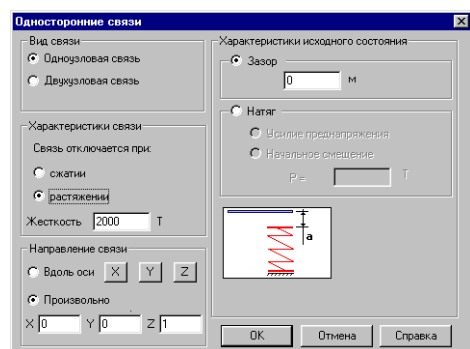 Односторонние связи
Вид связи
Одноузловая связь
Двухузловая связь
Характеристики связи
Связь отключается при:
сжатии
растяжении
Жесткость 2000 Т
Направление связи
Вдоль оси X Y Z
Произвольно
X 0 Y 0 Z 1
Характеристики исходного состояния
Зазор
0 м
Натяг
Усилие преднапряжения
Начальное смещение
P = Т
a
OK Отмена Справка